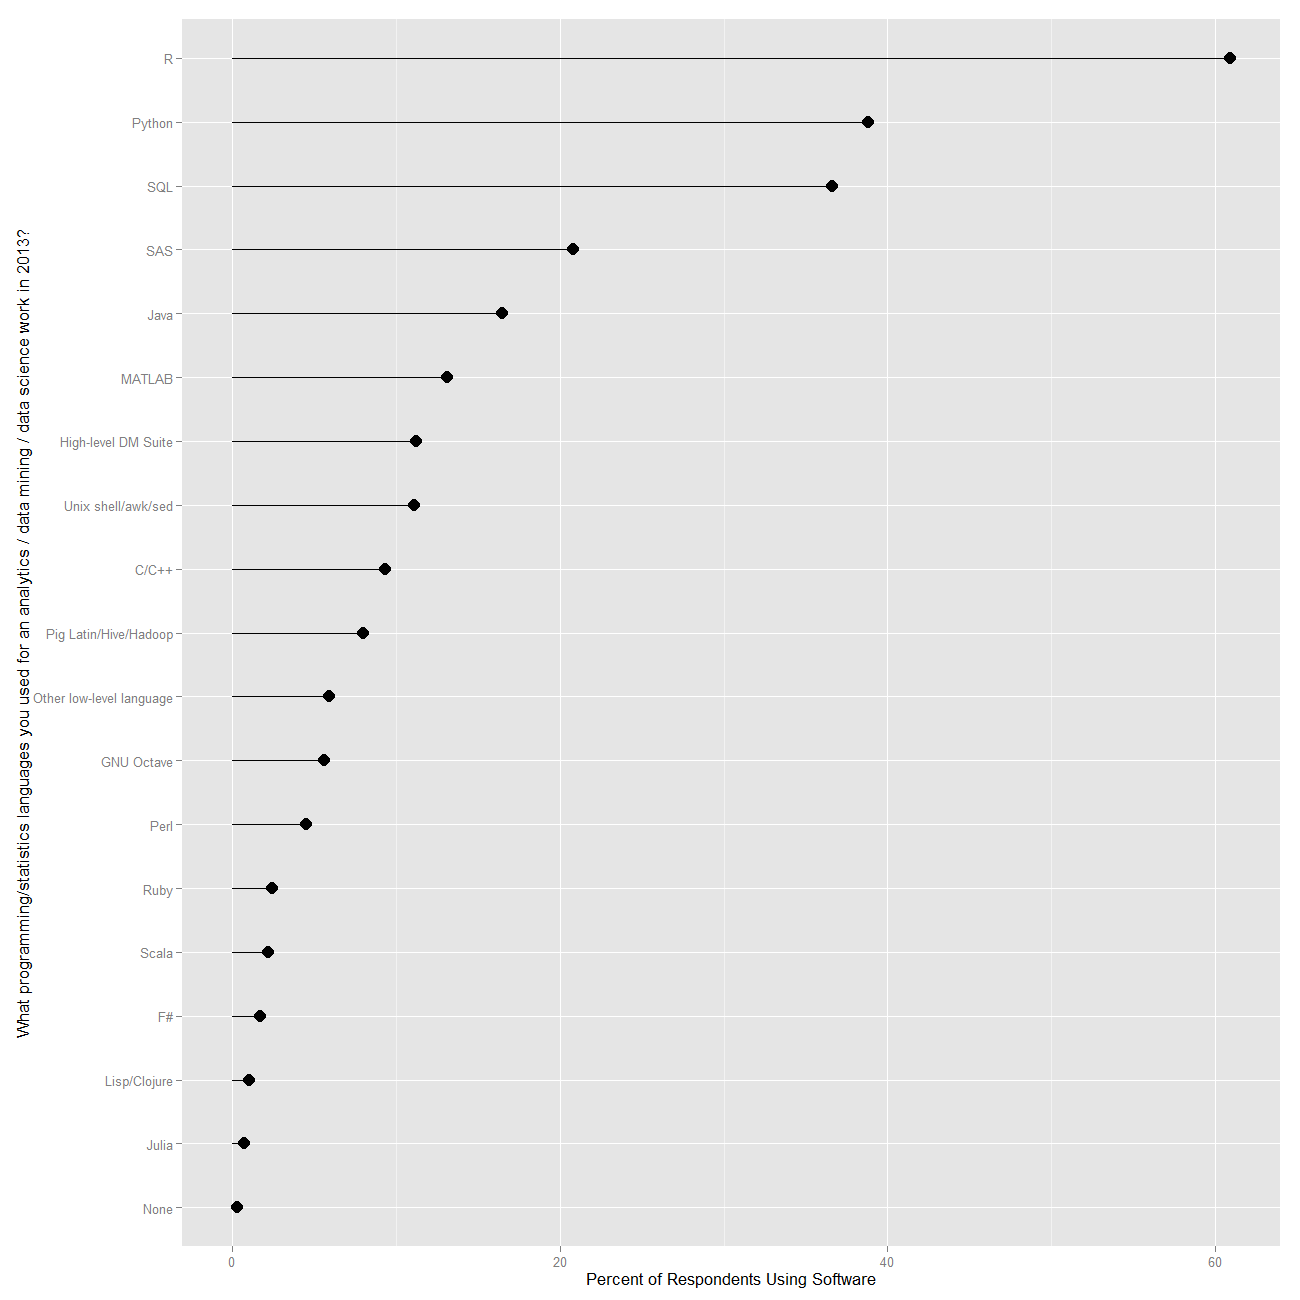 What programming/statistics languages you used for an analytics / data mining / data science work in 2013?
R
Python
SQL
SAS
Java
MATLAB
High-level DM Suite
Unix shell/awk/sed
C/C++
Pig Latin/Hive/Hadoop
Other low-level language
GNU Octave
Perl
Ruby
Scala
F#
Lisp/Clojure
Julia
None
0 20 40 60
Percent of Respondents Using Software